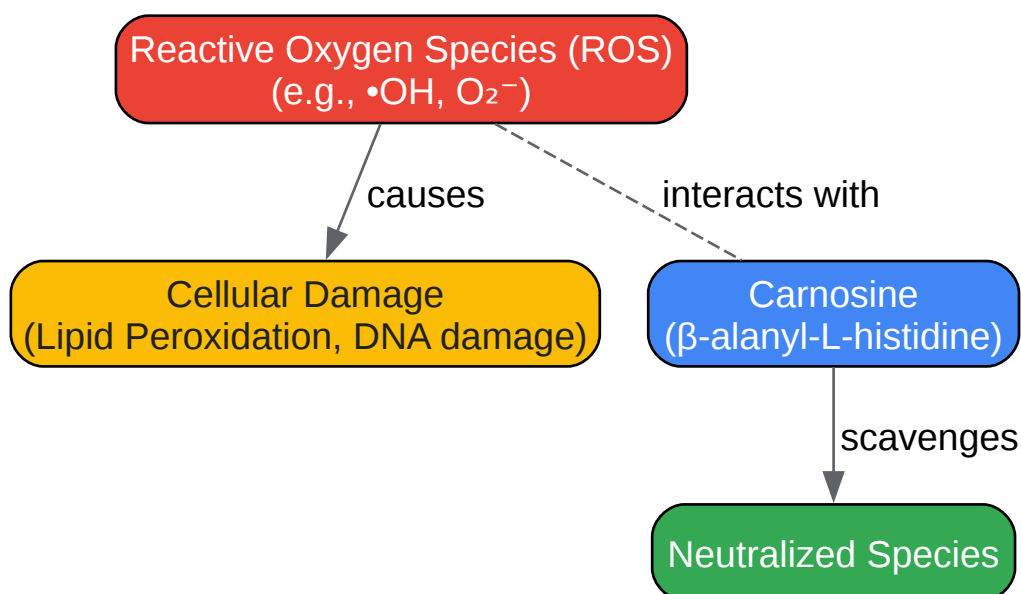 Reactive Oxygen Species (ROS)
(e.g., •OH, O₂⁻)
causes
interacts with
Cellular Damage
(Lipid Peroxidation, DNA damage)
Carnosine
(β-alanyl-L-histidine)
scavenges
Neutralized Species